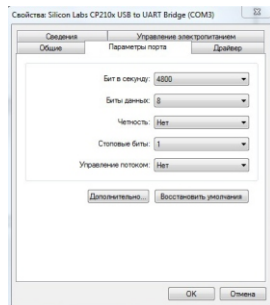 Свойства: Silicon Labs CP210x USB to UART Bridge (COM3)
Сведения Управление электропитанием
Общие Параметры порта Драйвер
Бит в секунду: 4800
Биты данных: 8
Четность: Нет
Стоповые биты: 1
Управление потоком: Нет
Дополнительно... Восстановить умолчания
OK Отмена